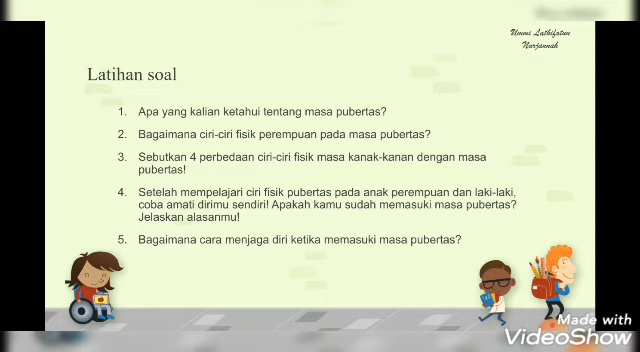 Ummi Lathifatun
Nurjannah
Latihan soal
1. Apa yang kalian ketahui tentang masa pubertas?
2. Bagaimana ciri-ciri fisik perempuan pada masa pubertas?
3. Sebutkan 4 perbedaan ciri-ciri fisik masa kanak-kanan dengan masa
pubertas!
4. Setelah mempelajari ciri fisik pubertas pada anak perempuan dan laki-laki,
coba amati dirimu sendiri! Apakah kamu sudah memasuki masa pubertas?
Jelaskan alasanmu!
5. Bagaimana cara menjaga diri ketika memasuki masa pubertas?
Made with
VideoShow